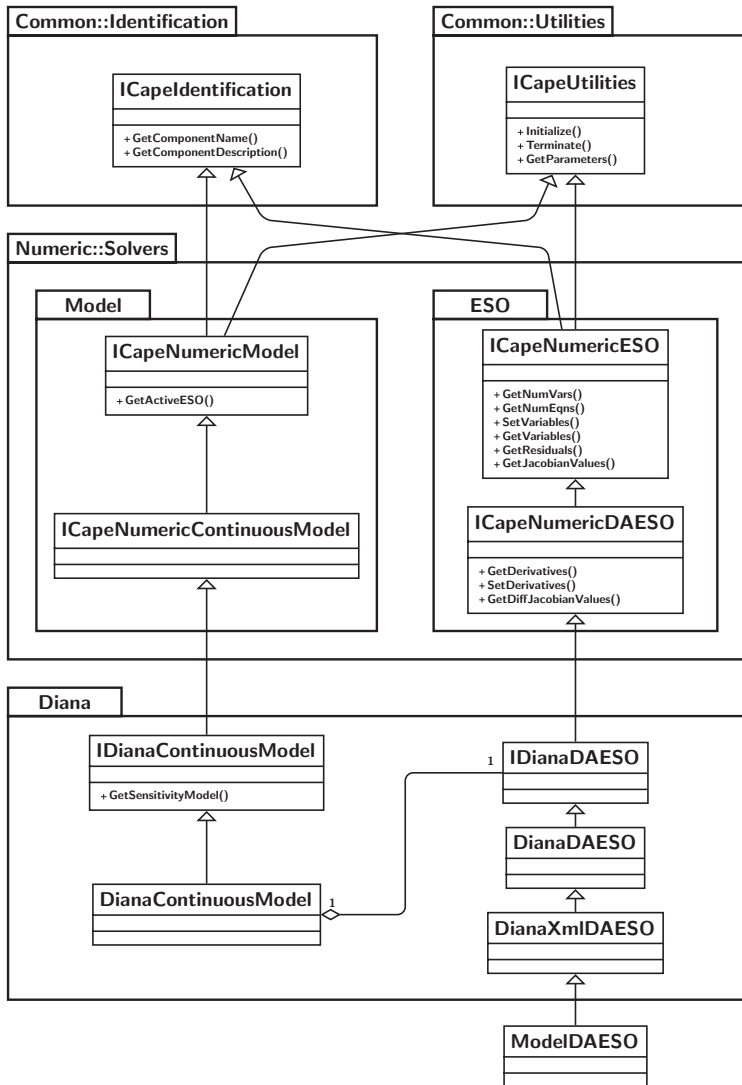 Common::Identification
Common::Utilities
ICapeIdentification
+ GetComponentName()
+ GetComponentDescription()
ICapeUtilities
+ Initialize()
+ Terminate()
+ GetParameters()
Numeric::Solvers
Model
ESO
ICapeNumericModel
+ GetActiveESO()
ICapeNumericESO
+ GetNumVars()
+ GetNumEqns()
+ SetVariables()
+ GetVariables()
+ GetResiduals()
+ GetJacobianValues()
ICapeNumericContinuousModel
ICapeNumericDAESO
+ GetDerivatives()
+ SetDerivatives()
+ GetDiffJacobianValues()
Diana
IDianaContinuousModel
+ GetSensitivityModel()
1
IDianaDAESO
DianaDAESO
DianaContinuousModel
1
DianaXmlDAESO
ModelDAESO